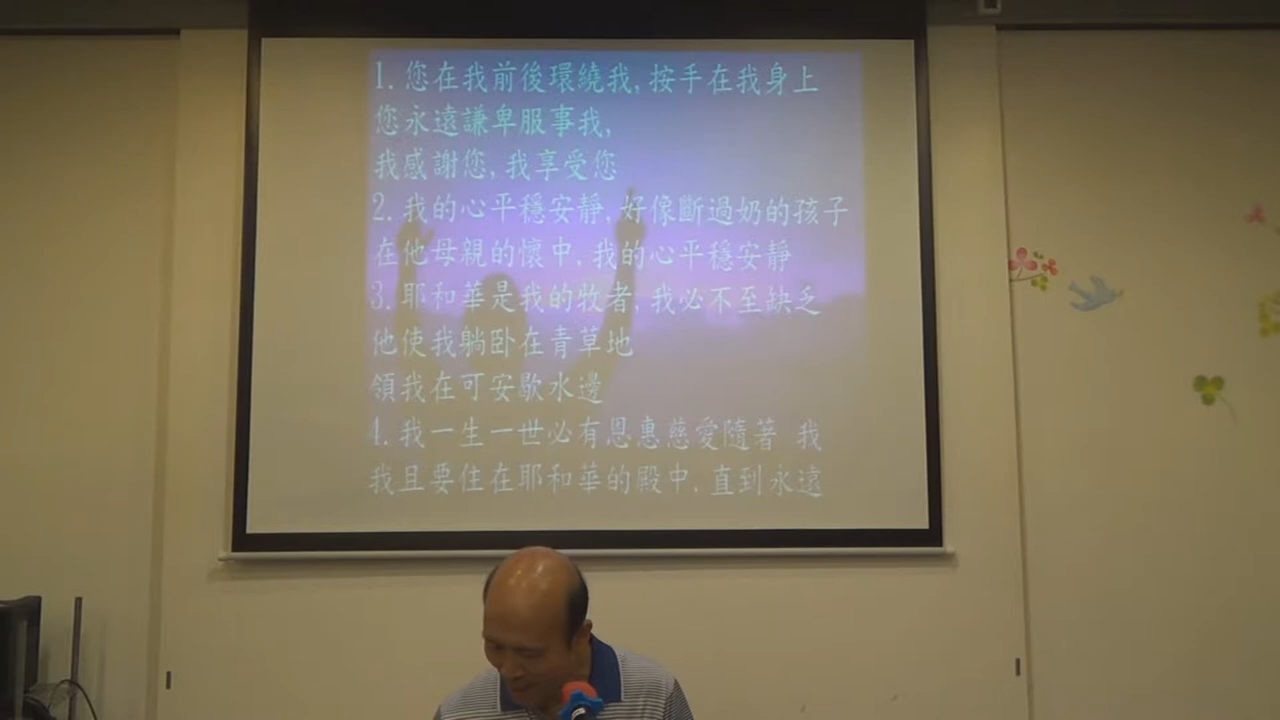 1. 您在我前後環繞我, 按手在我身上
您永遠謙卑服事我,
我感謝您, 我享受您
2. 我的心平穩安靜, 好像斷過奶的孩子
在他母親的懷中, 我的心平穩安靜
3. 耶和華是我的牧者, 我必不至缺乏
他使我躺卧在青草地
領我在可安歇水邊
4. 我一生一世必有恩惠慈愛隨著 我
我且要住在耶和華的殿中, 直到永遠